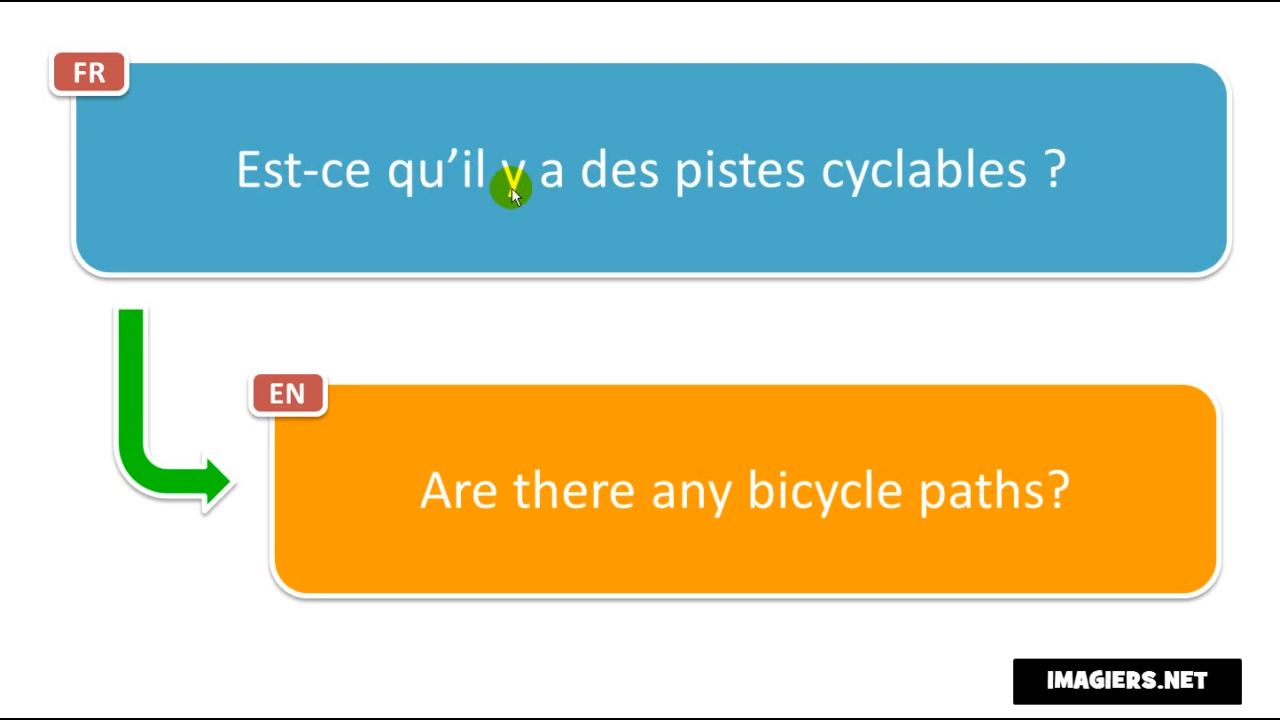 FR
Est-ce qu’il y a des pistes cyclables ?
EN
Are there any bicycle paths?
IMAGIERS.NET